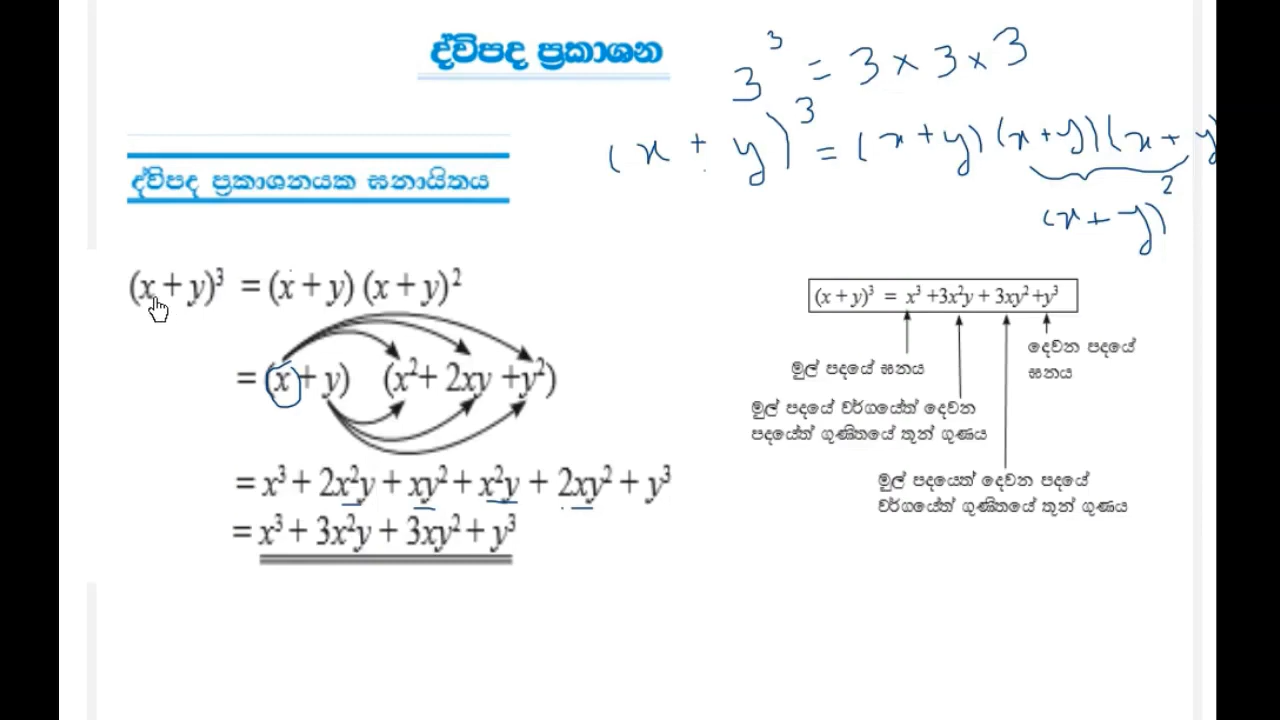 ද්විපද ප්‍රකාශන
3³ = 3 × 3 × 3
(x + y)³ = (x + y) (x + y) (x + y)
(x + y)²
ද්විපද ප්‍රකාශනයක ඝනායිතය
(x + y)³ = (x + y) (x + y)²
= (x + y) (x² + 2xy + y²)
= x³ + 2x²y + xy² + x²y + 2xy² + y³
= x³ + 3x²y + 3xy² + y³
(x + y)³ = x³ +3x²y + 3xy² +y³
දෙවන පදයේ
ඝනය
මුල් පදයේ ඝනය
මුල් පදයේ වර්ගයේත් දෙවන
පදයේත් ගුණිතයේ තුන් ගුණය
මුල් පදයෙත් දෙවන පදයේ
වර්ගයේත් ගුණිතයේ තුන් ගුණය